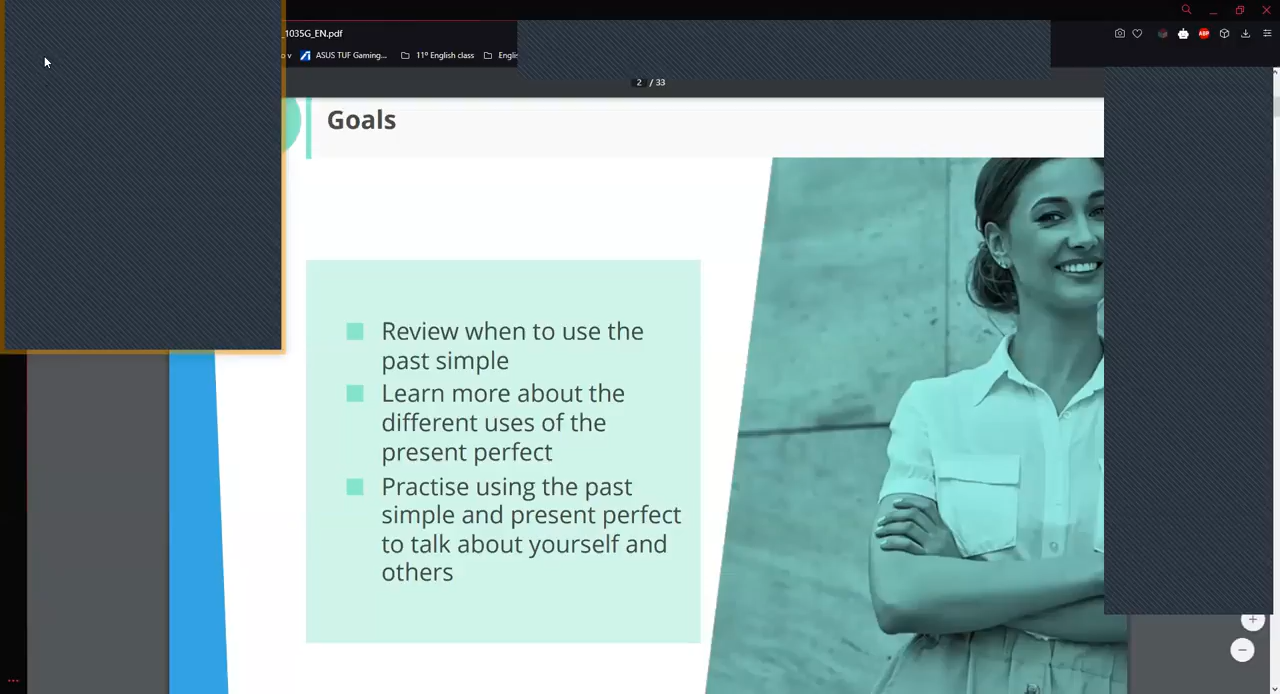 _1035G_EN.pdf
ov
ASUS TUF Gaming...
11º English class
Englis
ABP
2 / 33
Goals
Review when to use the
past simple
Learn more about the
different uses of the
present perfect
Practise using the past
simple and present perfect
to talk about yourself and
others